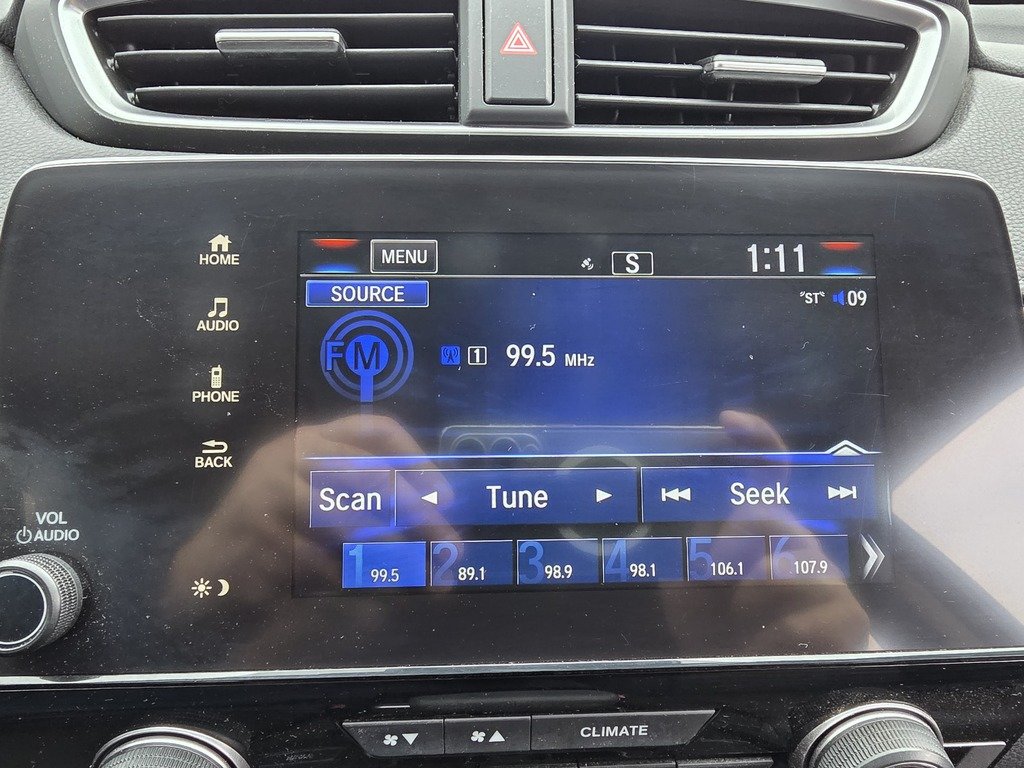 HOME
AUDIO
PHONE
BACK
VOL
AUDIO
MENU S 1:11
SOURCE ST 09
FM 1 99.5 MHz
Scan Tune Seek
1 99.5 2 89.1 3 98.9 4 98.1 5 106.1 6 107.9
CLIMATE